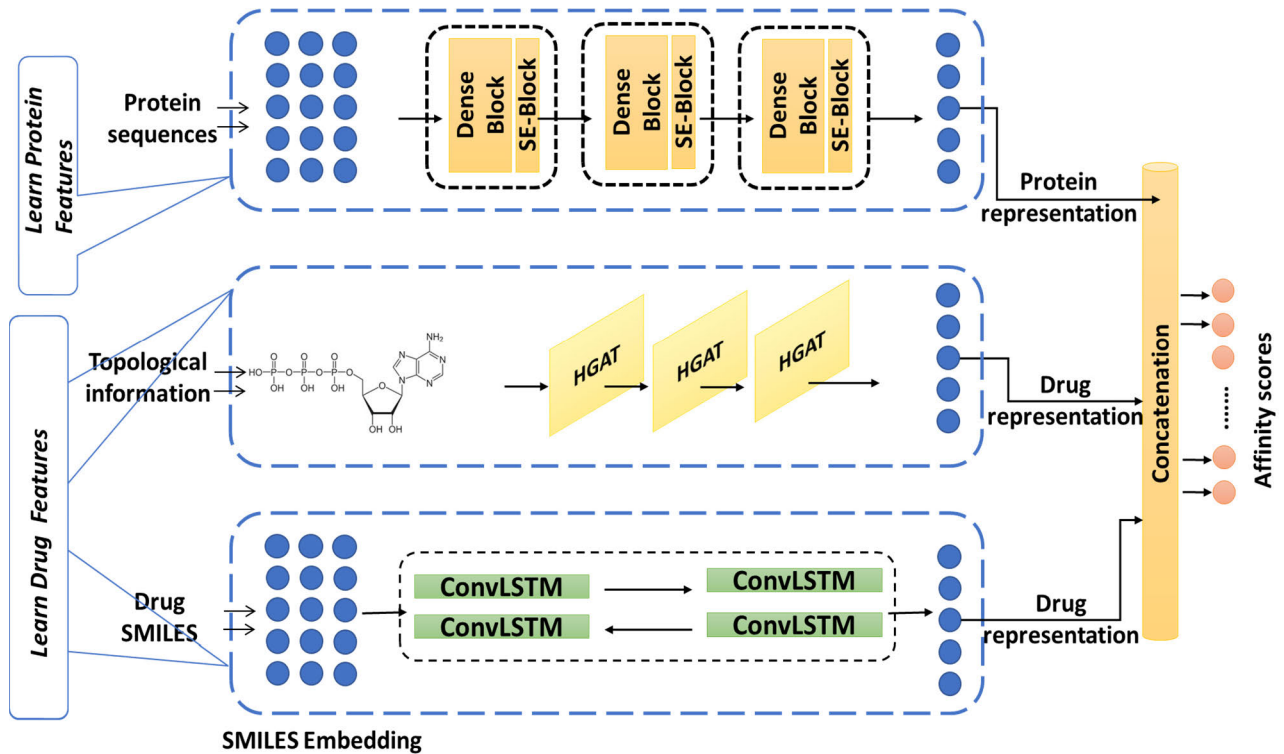 Learn Protein
Features
Protein
sequences
Dense
Block
SE-Block
Dense
Block
SE-Block
Dense
Block
SE-Block
Protein
representation
Learn Drug Features
Topological
information
HO
O
P
OH
O
O
P
OH
O
O
P
OH
O
O
OH
OH
N
N
N
N
NH₂
HGAT
HGAT
HGAT
Drug
representation
Concatenation
Affinity scores
Drug
SMILES
ConvLSTM
ConvLSTM
ConvLSTM
ConvLSTM
Drug
representation
SMILES Embedding